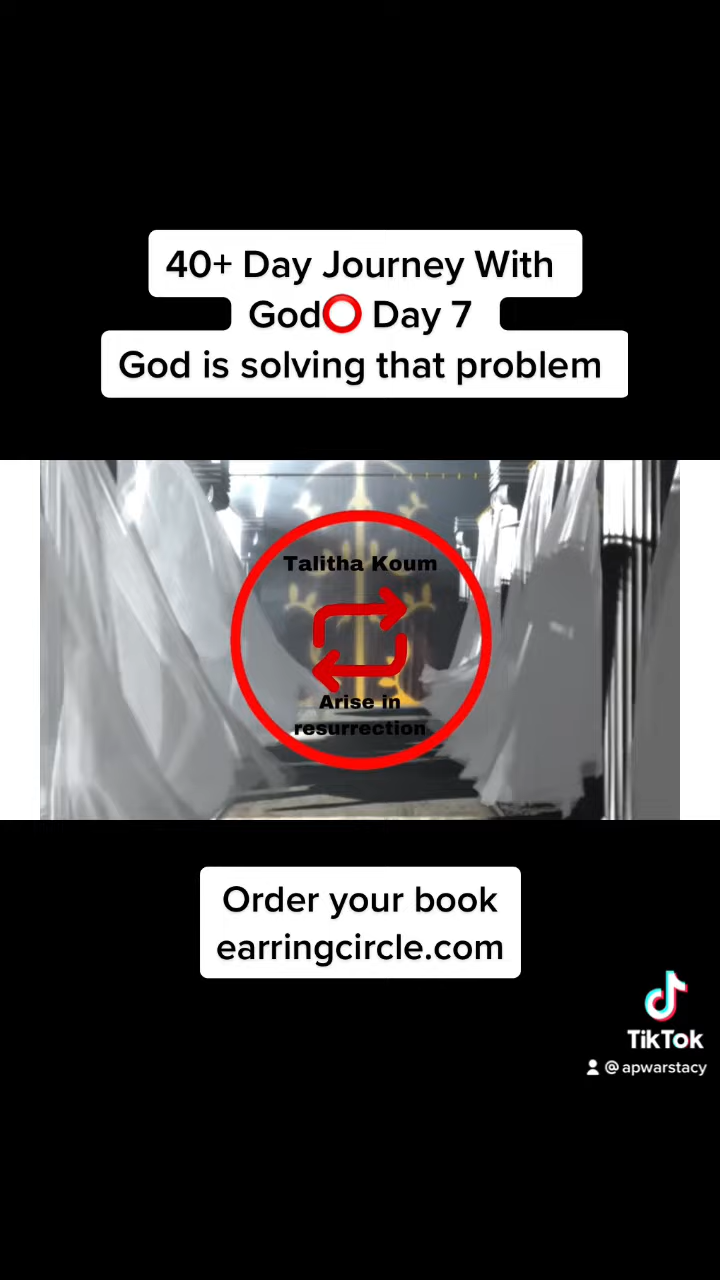 40+ Day Journey With
God⭕ Day 7
God is solving that problem
Talitha Koum
Arise in
resurrection
Order your book
earringcircle.com
TikTok
@apwarstacy